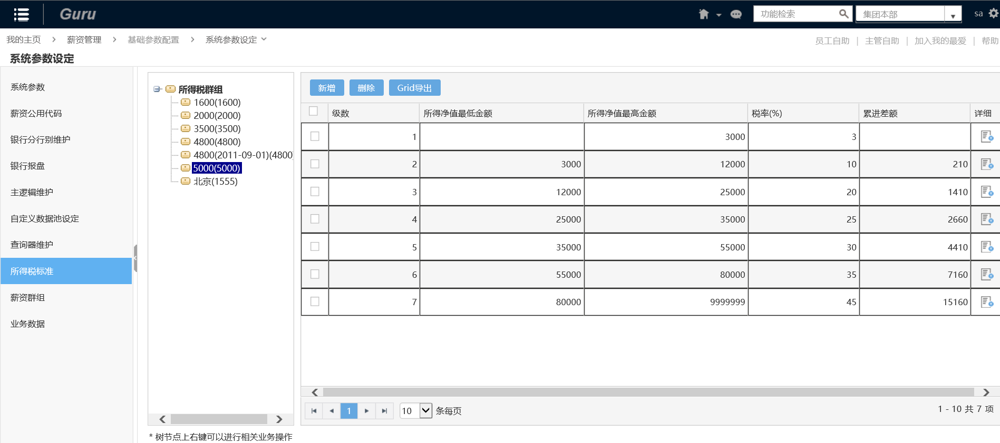 Guru
功能检索
集团本部
sa
我的主页 > 薪资管理 > 基础参数配置 > 系统参数设定
员工自助 | 主管自助 | 加入我的最爱 | 帮助
系统参数设定
系统参数
薪资公用代码
银行分行别维护
银行报盘
主逻辑维护
自定义数据池设定
查询器维护
所得税标准
薪资群组
业务数据
所得税群组
1600(1600)
2000(2000)
3500(3500)
4800(4800)
4800(2011-09-01)(4800)
5000(5000)
北京(1555)
* 树节点上右键可以进行相关业务操作
新增 删除 Grid导出
级数 所得净值最低金额 所得净值最高金额 税率(%) 累进差额 详细
1 3000 3
2 3000 12000 10 210
3 12000 25000 20 1410
4 25000 35000 25 2660
5 35000 55000 30 4410
6 55000 80000 35 7160
7 80000 9999999 45 15160
1 10 条每页
1 - 10 共 7 项